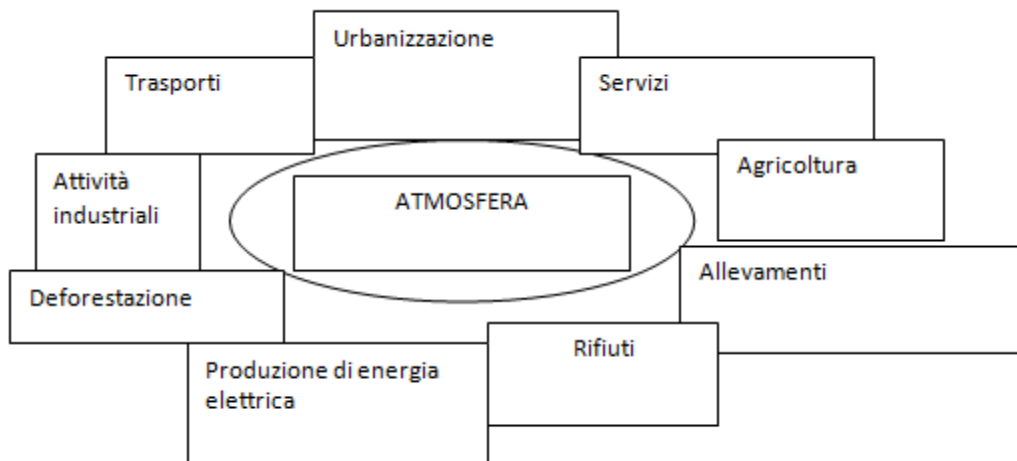 Urbanizzazione
Trasporti
Servizi
Attività
industriali
ATMOSFERA
Agricoltura
Deforestazione
Allevamenti
Produzione di energia
elettrica
Rifiuti